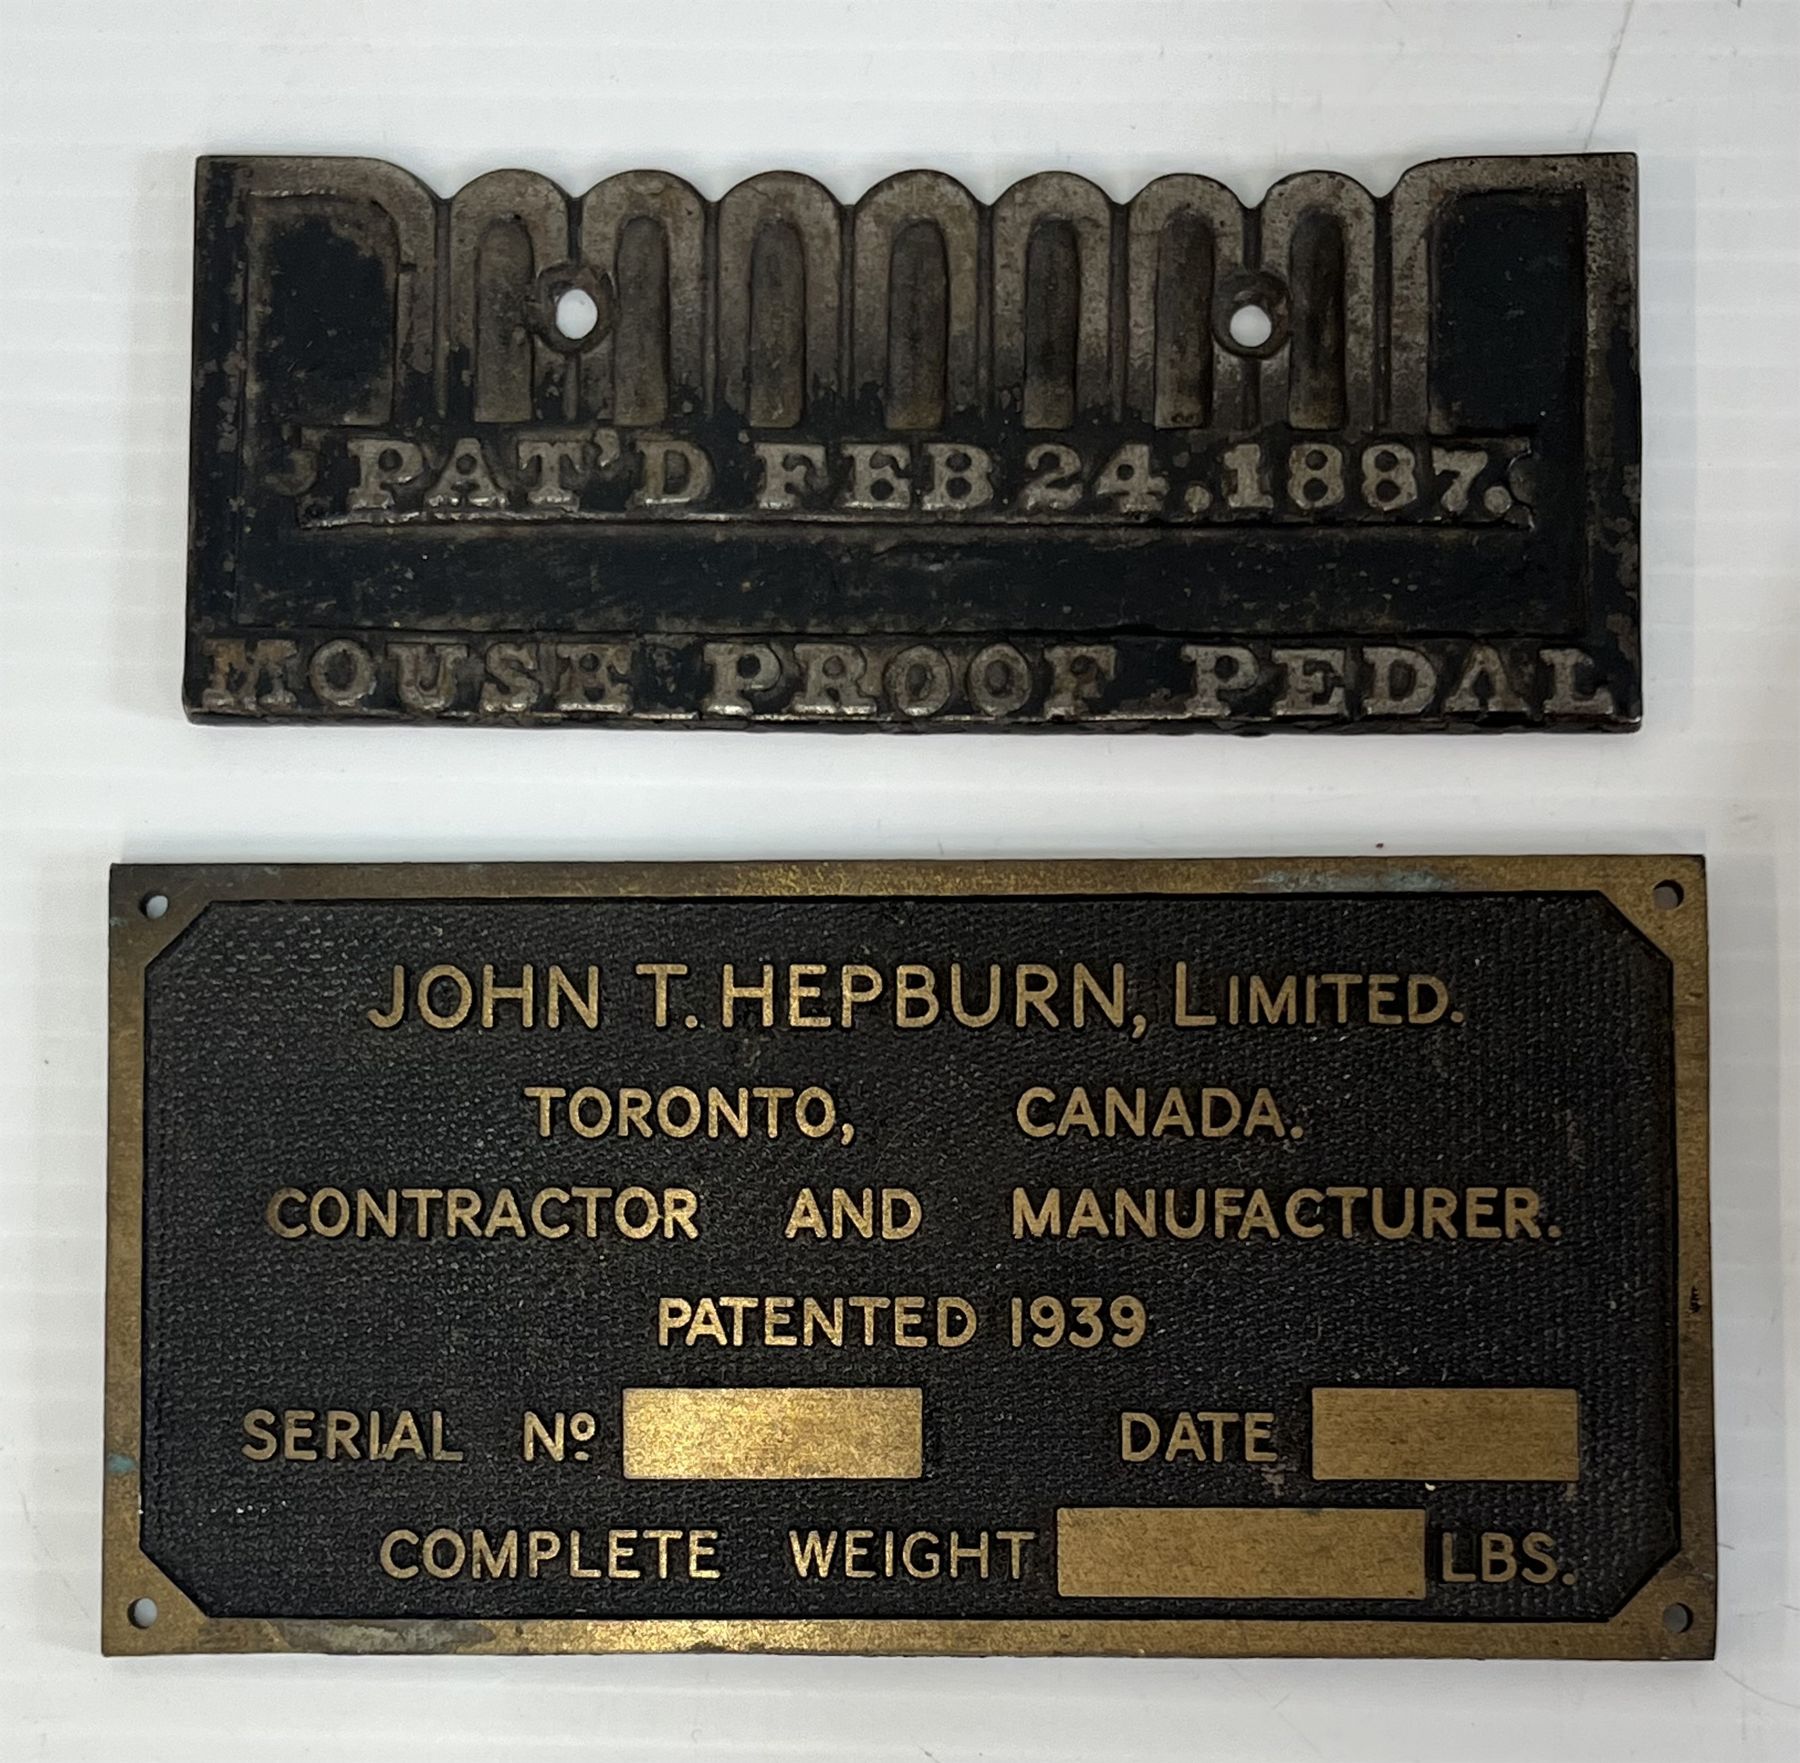 PAT'D FEB 24.1887.
MOUSE PROOF PEDAL
JOHN T. HEPBURN, LIMITED.
TORONTO, CANADA.
CONTRACTOR AND MANUFACTURER.
PATENTED 1939
SERIAL Nº DATE
COMPLETE WEIGHT LBS.